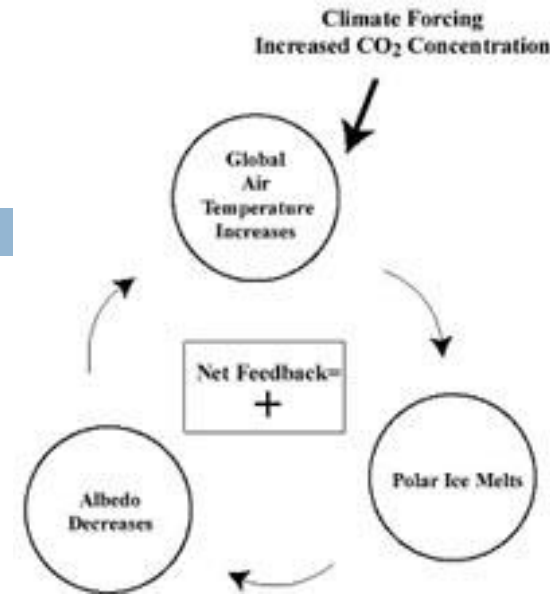 Climate Forcing
Increased CO₂ Concentration
Global
Air
Temperature
Increases
Net Feedback=
+
Polar Ice Melts
Albedo
Decreases